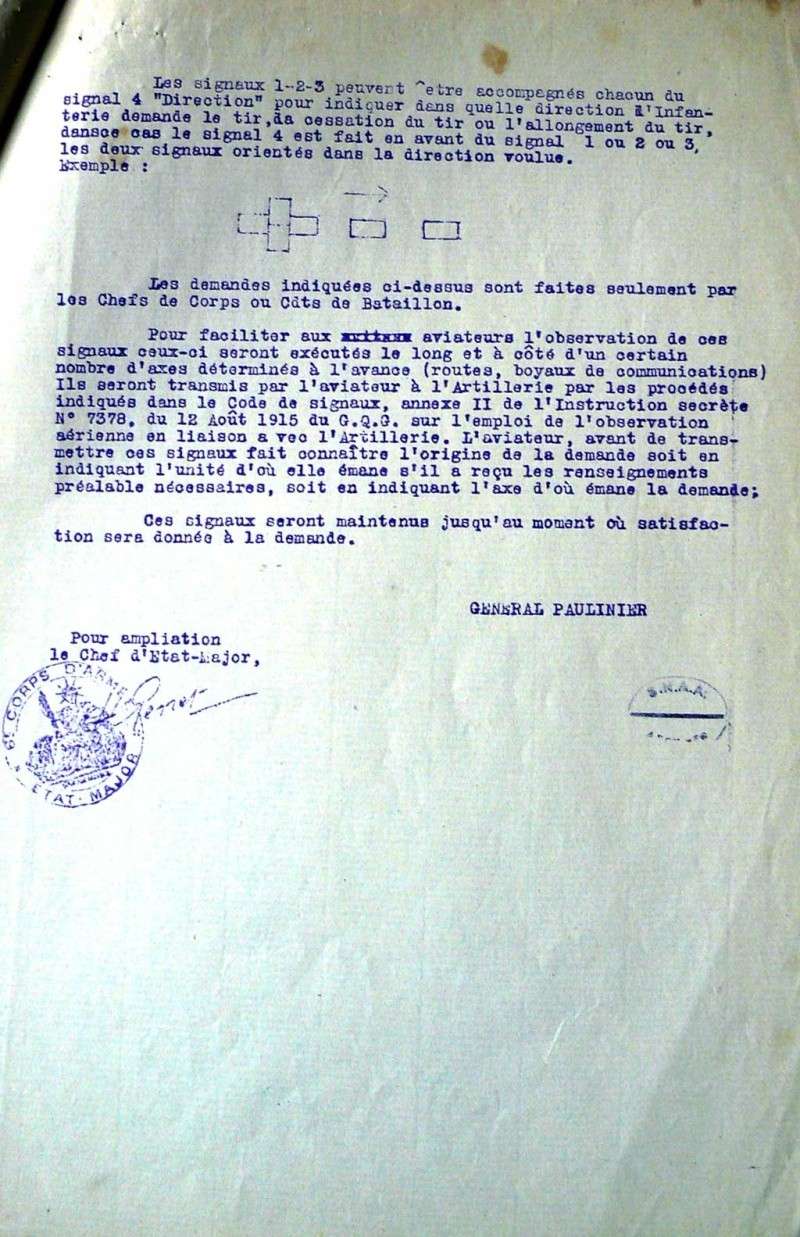 Les signaux 1-2-3 peuvent ^etre accompagnés chacun du
signal 4 "Direction" pour indiquer dans quelle direction l'Infan-
terie demande le tir,la cessation du tir ou l'allongement du tir,
dansce cas le signal 4 est fait en avant du signal 1 ou 2 ou 3,
les deux signaux orientés dans la direction voulue.
Exemple :
Les demandes indiquées ci-dessus sont faites seulement par
les Chefs de Corps ou Cdts de Bataillon.
Pour faciliter aux aviateurs l'observation de ces
signaux ceux-ci seront exécutés le long et à côté d'un certain
nombre d'axes déterminés à l'avance (routes, boyaux de communications)
Ils seront transmis par l'aviateur à l'Artillerie par les procédés
indiqués dans le Code de signaux, annexe II de l'Instruction secrète
N° 7378, du 12 Août 1915 du G.Q.G. sur l'emploi de l'observation
aérienne en liaison a vec l'Artillerie. L'aviateur, avant de trans-
mettre ces signaux fait connaître l'origine de la demande soit en
indiquant l'unité d'où elle émane s'il a reçu les renseignements
préalable nécessaires, soit en indiquant l'axe d'où émane la demande;
Ces signaux seront maintenus jusqu'au moment où satisfac-
tion sera donnée à la demande.
GENERAL PAULINIER
Pour ampliation
le Chef d'Etat-Major,
6e CORPS D'ARMEE
ETAT-MAJOR